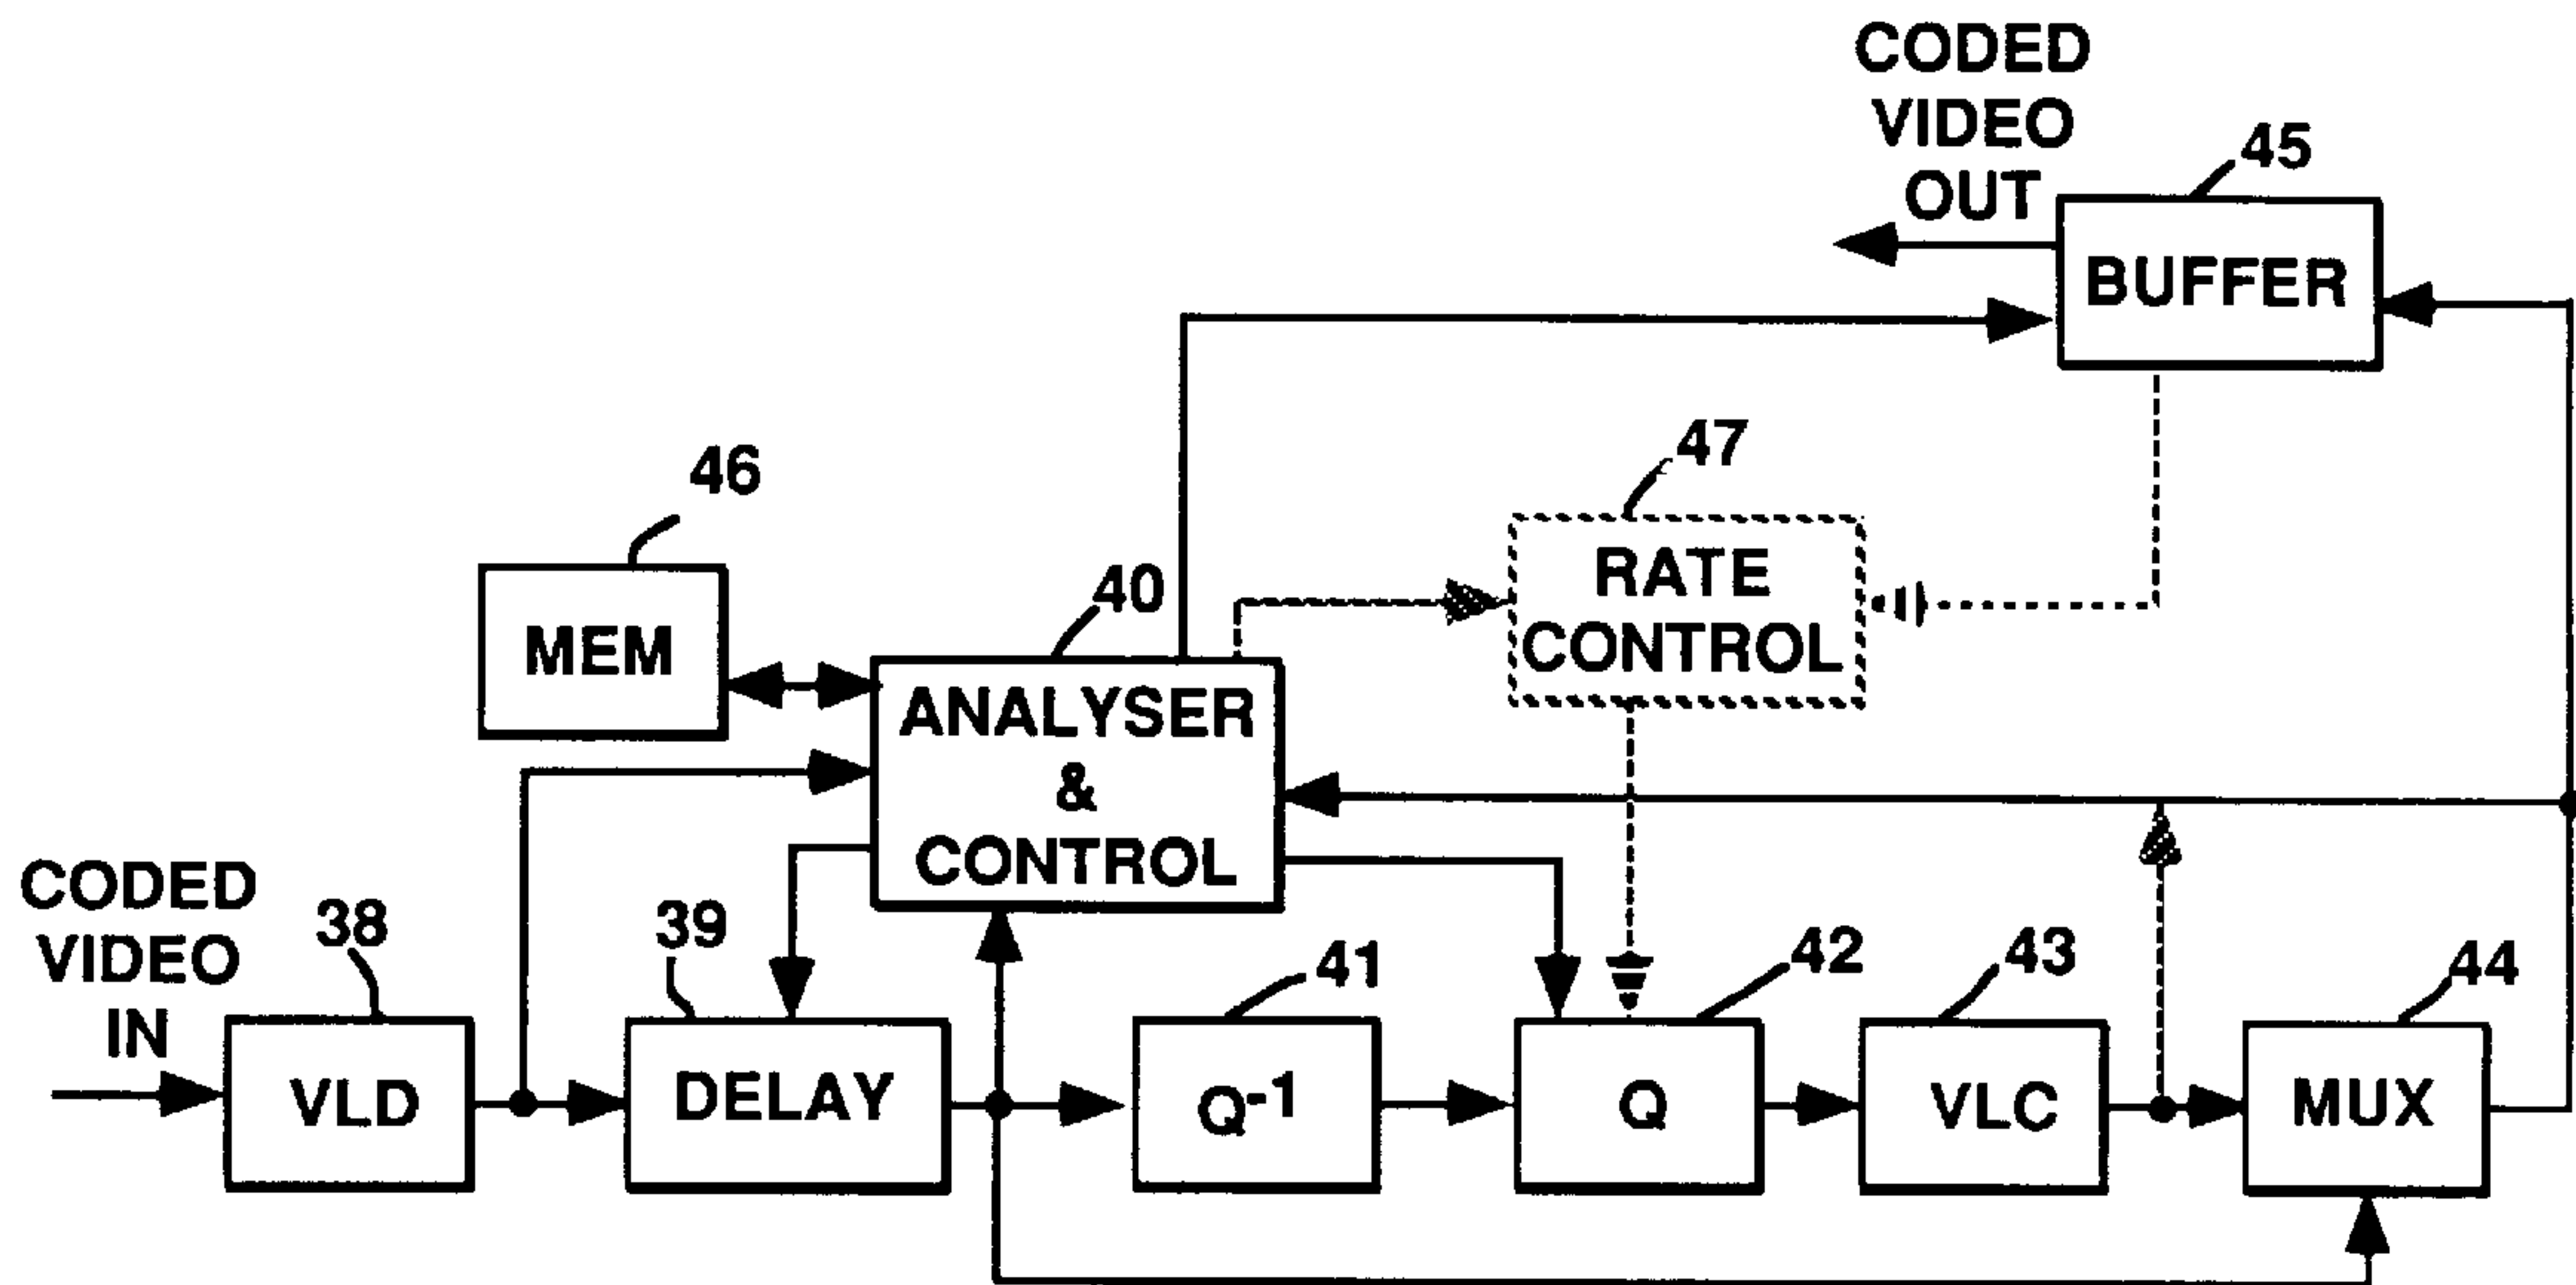 CODED
VIDEO
OUT
45
BUFFER
47
RATE
CONTROL
46
MEM
40
ANALYSER
&
CONTROL
CODED
VIDEO
IN
38
VLD
39
DELAY
41
Q-1
42
Q
43
VLC
44
MUX